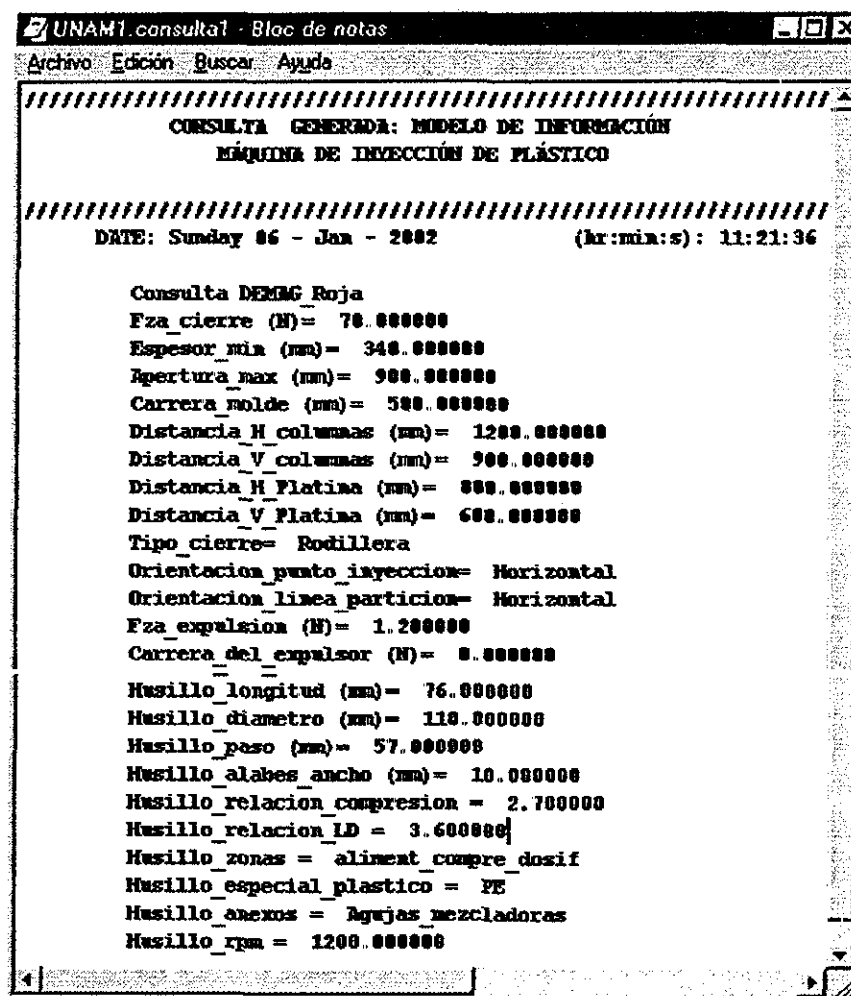 UNAM1.consulta1 - Bloc de notas
Archivo Edición Buscar Ayuda
//////////////////////////////////////////////////////////////////
CONSULTA GENERADA: MODELO DE INFORMACIÓN
MÁQUINA DE INYECCIÓN DE PLÁSTICO
//////////////////////////////////////////////////////////////////
DATE: Sunday 06 - Jan - 2002 (hr:min:s): 11:21:36
Consulta DEMAG_Roja
Fza_cierre (N)= 70.000000
Espesor_min (mm)= 340.000000
Apertura_max (mm)= 900.000000
Carrera_molde (mm)= 500.000000
Distancia_H_columnas (mm)= 1200.000000
Distancia_V_columnas (mm)= 900.000000
Distancia_H_Platina (mm)= 800.000000
Distancia_V_Platina (mm)= 600.000000
Tipo_cierre= Rodillera
Orientacion_punto_inyeccion= Horizontal
Orientacion_linea_particion= Horizontal
Fza_expulsion (N)= 1.200000
Carrera_del_expulsor (N)= 0.000000
Husillo_longitud (mm)= 76.000000
Husillo_diametro (mm)= 110.000000
Husillo_paso (mm)= 57.000000
Husillo_alabes_ancho (mm)= 10.000000
Husillo_relacion_compresion = 2.700000
Husillo_relacion_LD = 3.600000
Husillo_zonas = aliment_compre_dosif
Husillo_especial_plastico = PE
Husillo_anexos = Agujas_mezcladoras
Husillo_rpm = 1200.000000